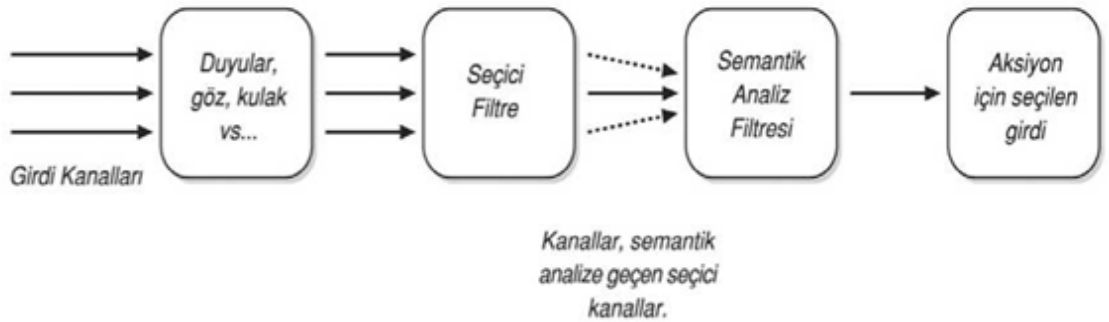 Duyular,
göz, kulak
vs...
Seçici
Filtre
Semantik
Analiz
Filtresi
Aksiyon
için seçilen
girdi
Girdi Kanalları
Kanallar, semantik
analize geçen seçici
kanallar.